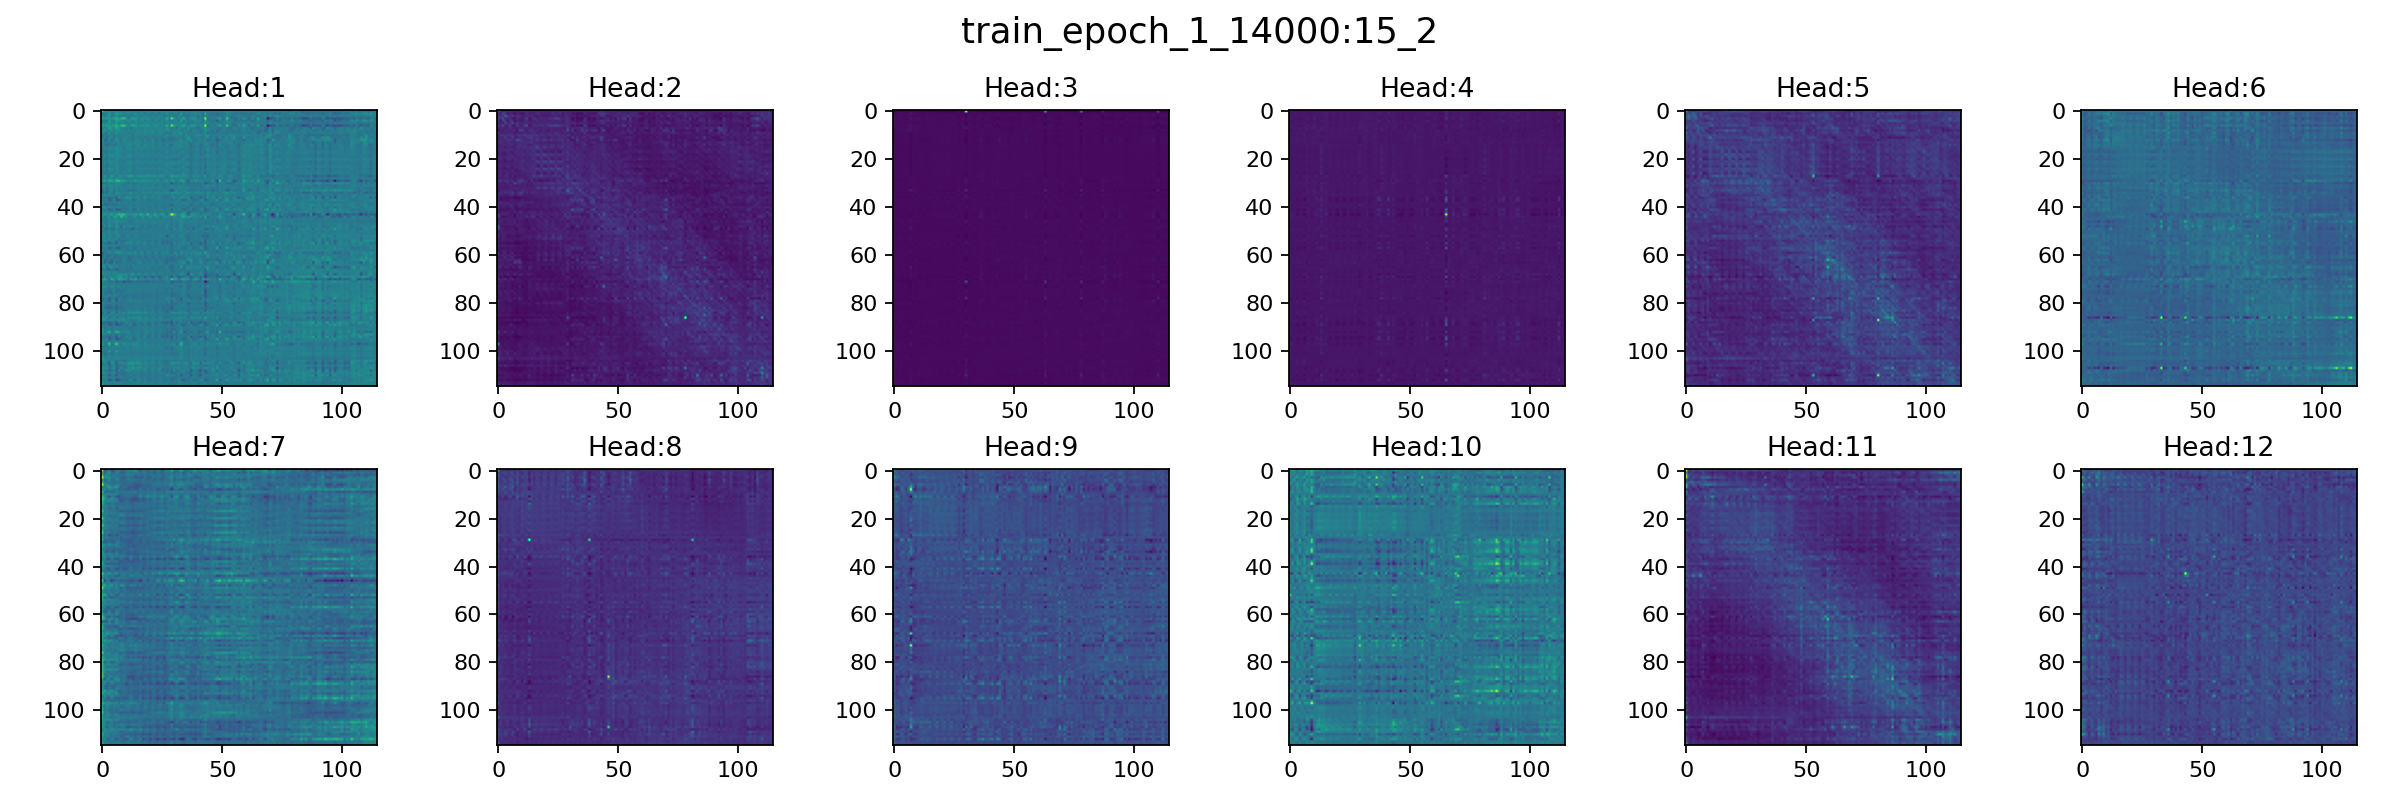 train_epoch_1_14000:15_2
Head:1 Head:2 Head:3 Head:4 Head:5 Head:6
0 0 0 0 0 0
20 20 20 20 20 20
40 40 40 40 40 40
60 60 60 60 60 60
80 80 80 80 80 80
100 100 100 100 100 100
0 50 100 0 50 100 0 50 100 0 50 100 0 50 100 0 50 100
Head:7 Head:8 Head:9 Head:10 Head:11 Head:12
0 0 0 0 0 0
20 20 20 20 20 20
40 40 40 40 40 40
60 60 60 60 60 60
80 80 80 80 80 80
100 100 100 100 100 100
0 50 100 0 50 100 0 50 100 0 50 100 0 50 100 0 50 100